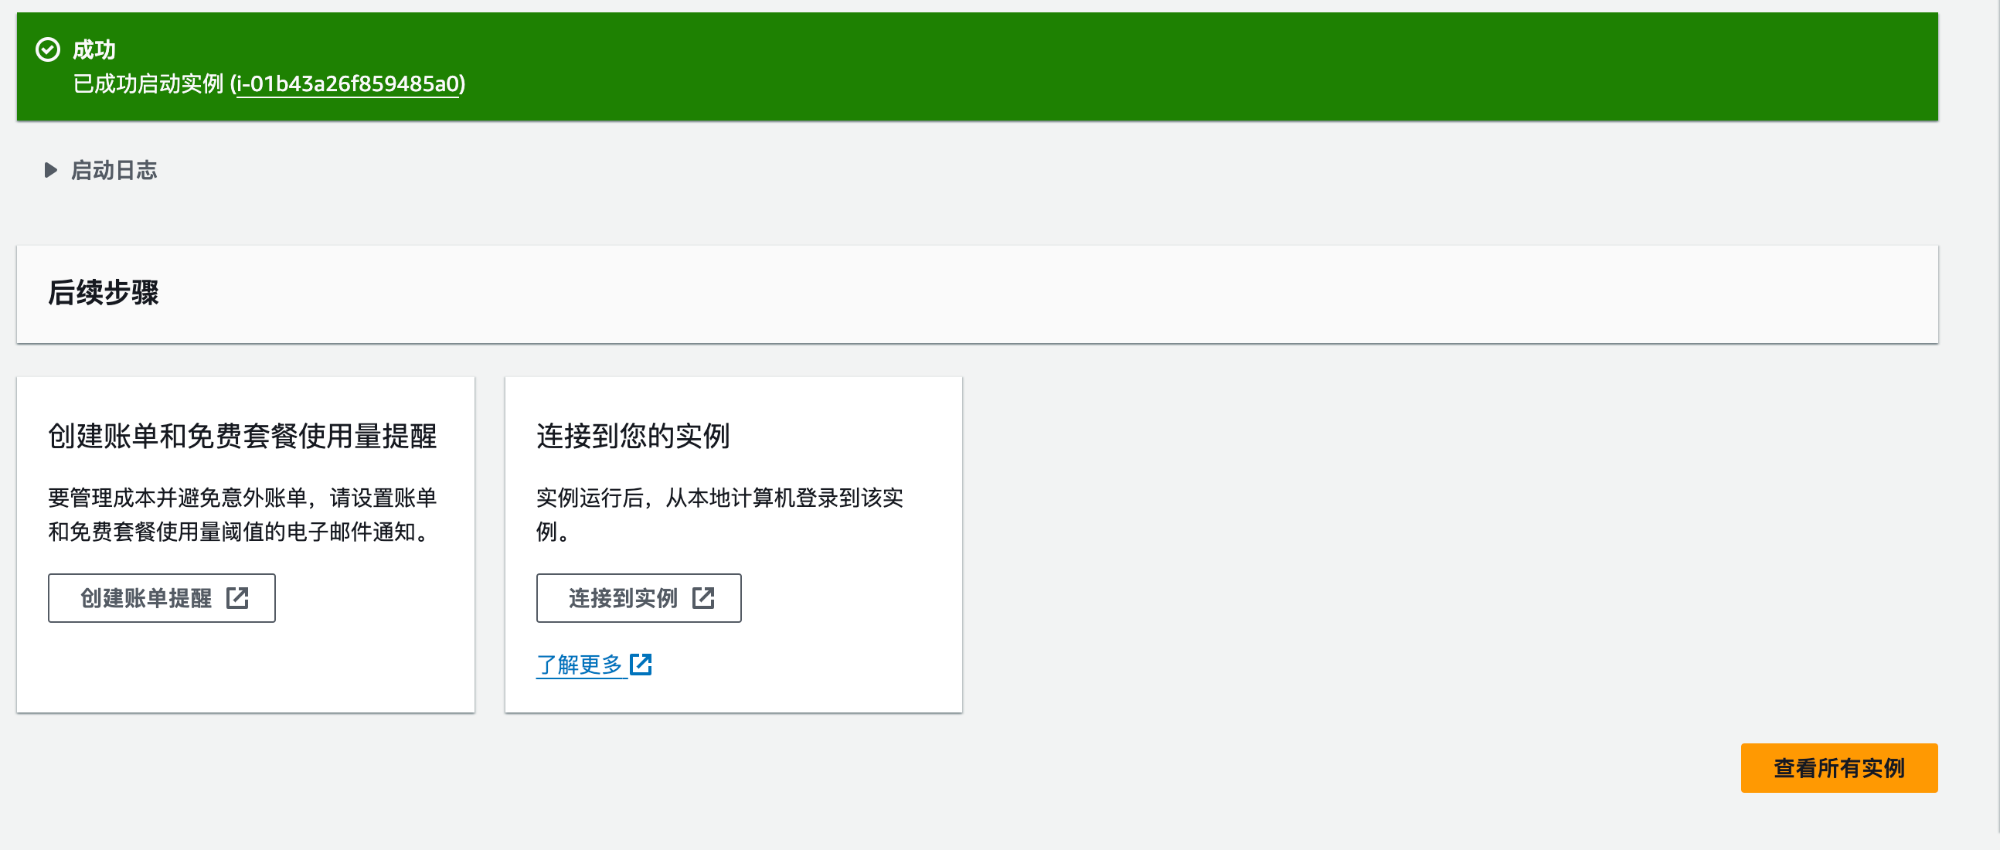 成功
已成功启动实例 (i-01b43a26f859485a0)
启动日志
后续步骤
创建账单和免费套餐使用量提醒
要管理成本并避免意外账单，请设置账单
和免费套餐使用量阈值的电子邮件通知。
创建账单提醒
连接到您的实例
实例运行后，从本地计算机登录到该实
例。
连接到实例
了解更多
查看所有实例